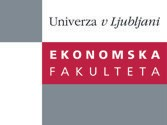 Univerza v Ljubljani
EKONOMSKA
FAKULTETA